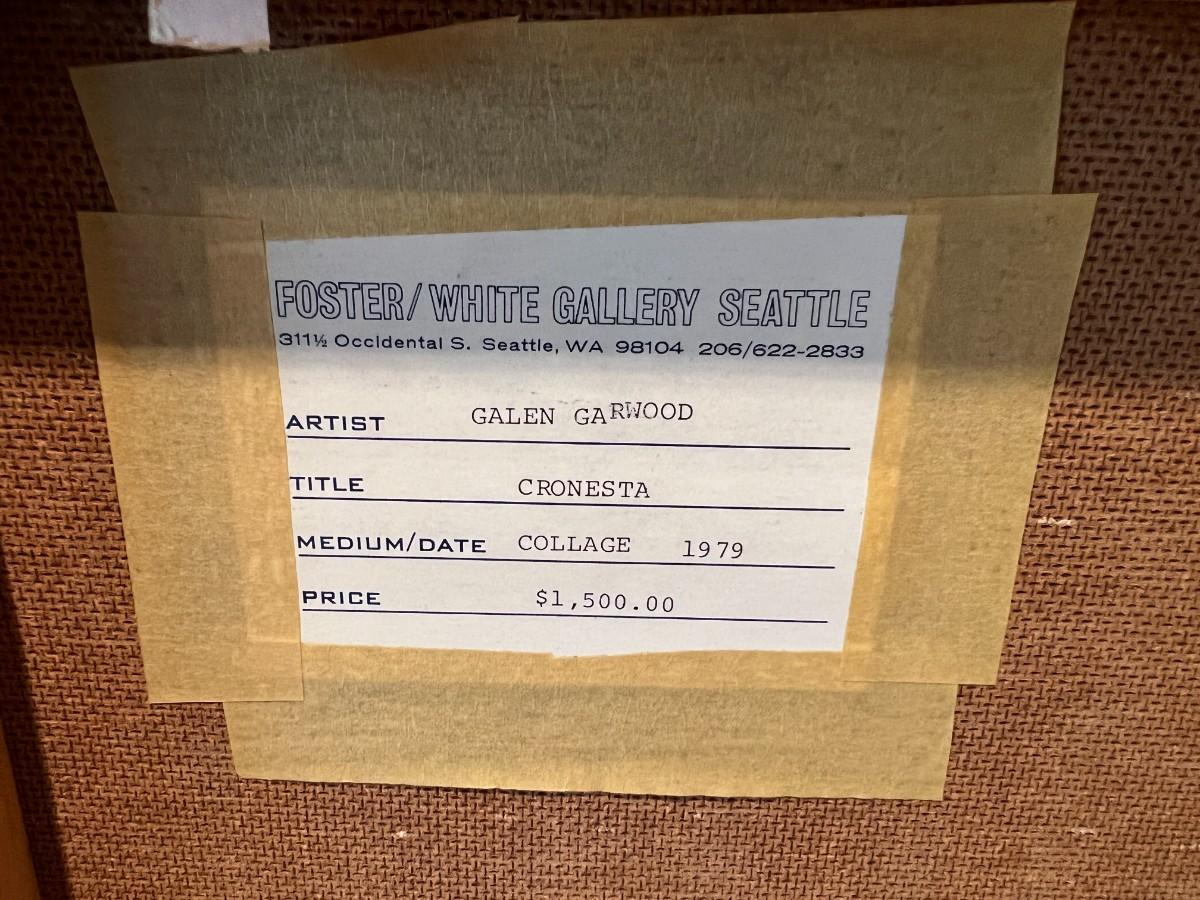 FOSTER/WHITE GALLERY SEATTLE
311½ Occidental S. Seattle, WA 98104 206/622-2833
ARTIST GALEN GARWOOD
TITLE CRONESTA
MEDIUM/DATE COLLAGE 1979
PRICE $1,500.00